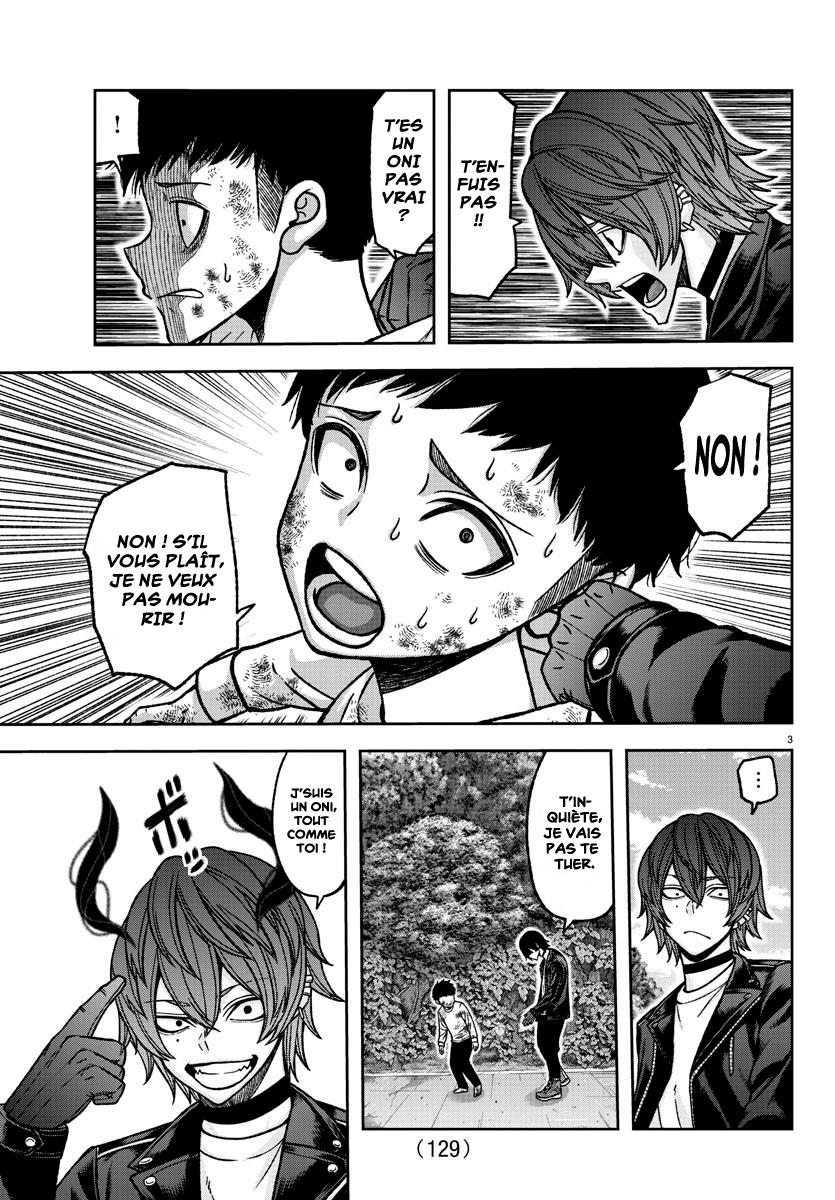 T'EN-
FUIS
PAS
!!
T'ES
UN
ONI
PAS
VRAI
?
!
NON !
NON ! S'IL
VOUS PLAÎT,
JE NE VEUX
PAS MOU-
RIR !
3
...
T'IN-
QUIÈTE,
JE VAIS
PAS TE
TUER.
J'SUIS
UN ONI,
TOUT
COMME
TOI !
ボッ
(129)